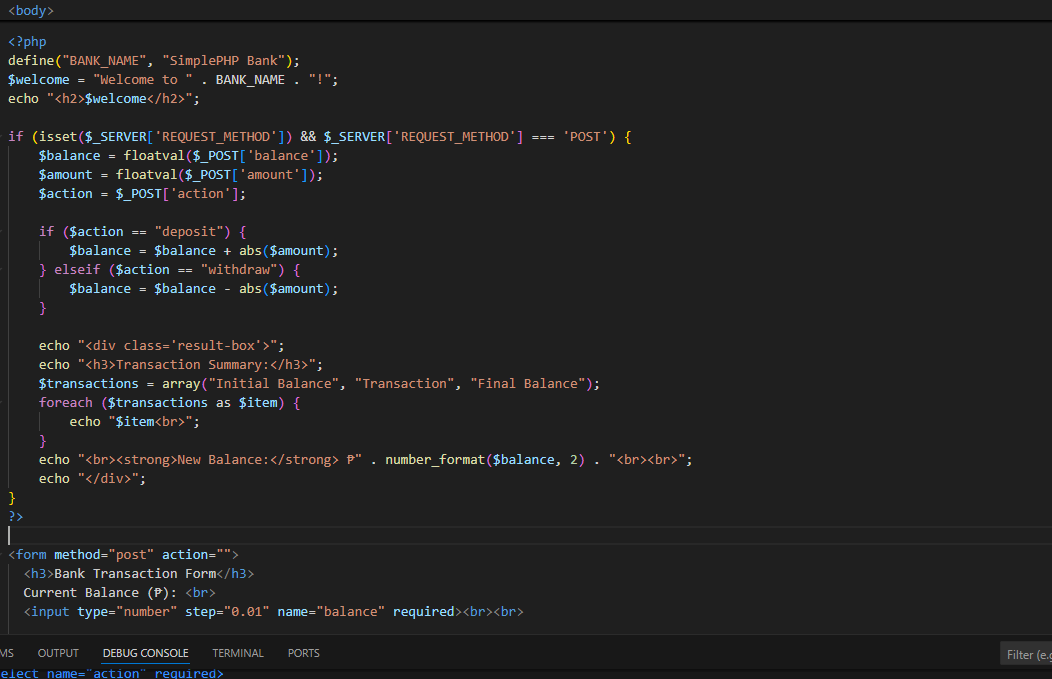 <body>
<?php
define("BANK_NAME", "SimplePHP Bank");
$welcome = "Welcome to " . BANK_NAME . "!";
echo "<h2>$welcome</h2>";
if (isset($_SERVER['REQUEST_METHOD']) && $_SERVER['REQUEST_METHOD'] === 'POST') {
    $balance = floatval($_POST['balance']);
    $amount = floatval($_POST['amount']);
    $action = $_POST['action'];
    if ($action == "deposit") {
        $balance = $balance + abs($amount);
    } elseif ($action == "withdraw") {
        $balance = $balance - abs($amount);
    }
    echo "<div class='result-box'>";
    echo "<h3>Transaction Summary:</h3>";
    $transactions = array("Initial Balance", "Transaction", "Final Balance");
    foreach ($transactions as $item) {
        echo "$item<br>";
    }
    echo "<br><strong>New Balance:</strong> ₱" . number_format($balance, 2) . "<br><br>";
    echo "</div>";
}
?>
<form method="post" action="">
  <h3>Bank Transaction Form</h3>
  Current Balance (₱): <br>
  <input type="number" step="0.01" name="balance" required><br><br>
MS OUTPUT DEBUG CONSOLE TERMINAL PORTS Filter (e.g
elect name="action" required>